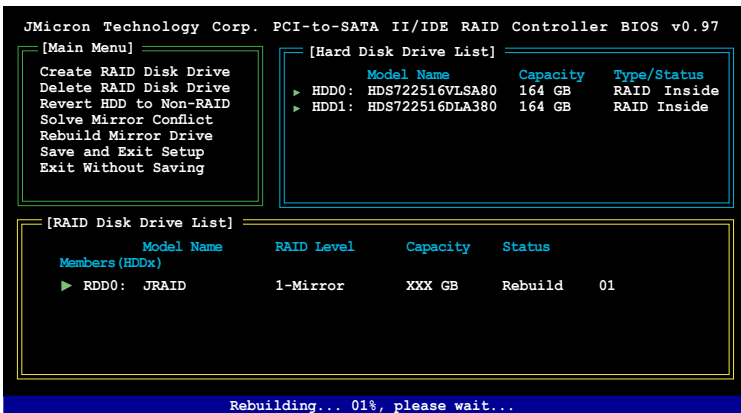 JMicron Technology Corp. PCI-to-SATA II/IDE RAID Controller BIOS v0.97
[Main Menu]
Create RAID Disk Drive
Delete RAID Disk Drive
Revert HDD to Non-RAID
Solve Mirror Conflict
Rebuild Mirror Drive
Save and Exit Setup
Exit Without Saving
[Hard Disk Drive List]
Model Name Capacity Type/Status
HDD0: HDS722516VLSA80 164 GB RAID Inside
HDD1: HDS722516DLA380 164 GB RAID Inside
[RAID Disk Drive List]
Model Name RAID Level Capacity Status
Members(HDDx)
RDD0: JRAID 1-Mirror XXX GB Rebuild 01
Rebuilding... 01%, please wait...